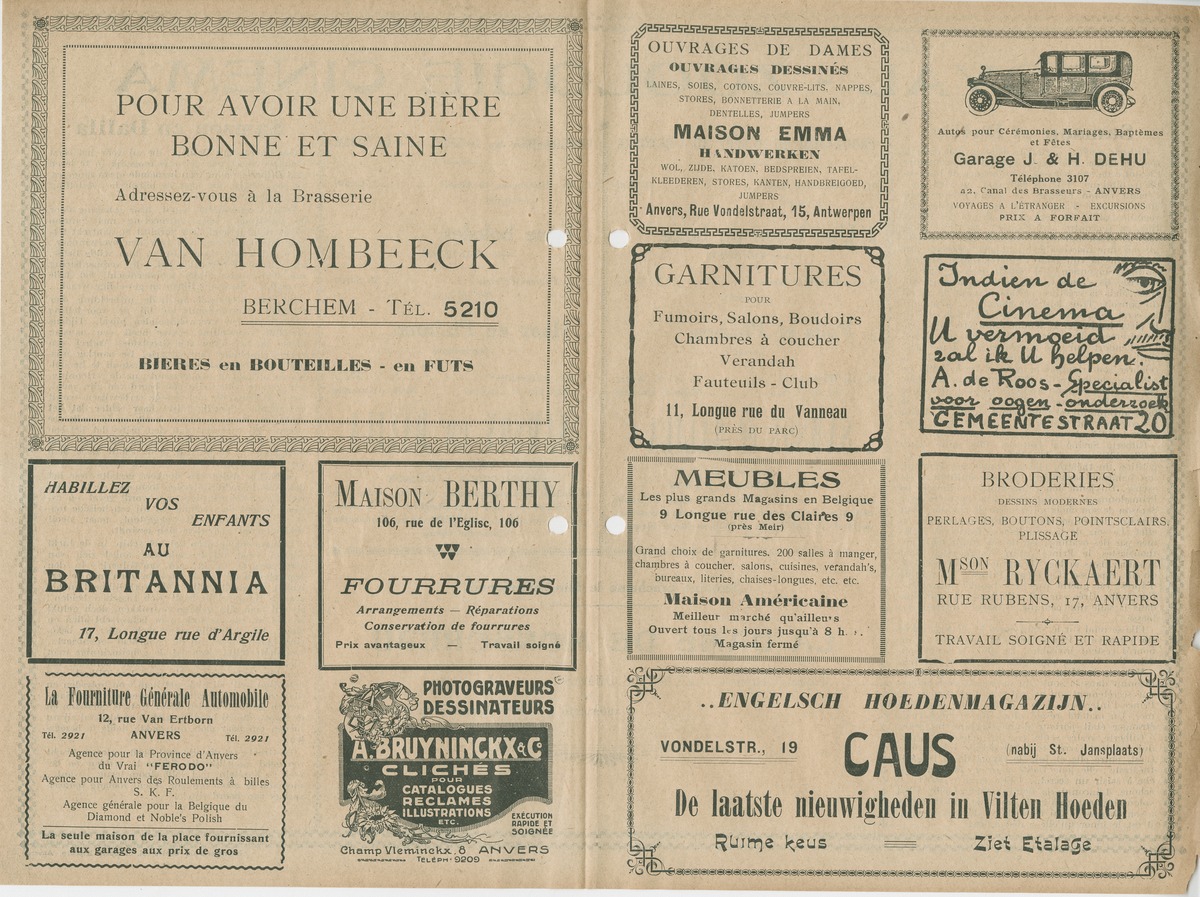 POUR AVOIR UNE BIÈRE
BONNE ET SAINE
Adressez-vous à la Brasserie
VAN HOMBEECK
BERCHEM - TÉL. 5210
BIERES en BOUTEILLES - en FUTS
HABILLEZ
VOS
ENFANTS
AU
BRITANNIA
17, Longue rue d'Argile
MAISON BERTHY
106, rue de l'Eglise, 106
FOURRURES
Arrangements — Réparations
Conservation de fourrures
Prix avantageux — Travail soigné
La Fourniture Générale Automobile
12, rue Van Ertborn
Tél. 2921 ANVERS Tél. 2921
Agence pour la Province d'Anvers
du Vrai "FERODO"
Agence pour Anvers des Roulements à billes
S. K. F.
Agence générale pour la Belgique du
Diamond et Noble's Polish
La seule maison de la place fournissant
aux garages aux prix de gros
PHOTOGRAVEURS
DESSINATEURS
A. BRUYNINCKX & Co
CLICHÉS
POUR
CATALOGUES
RECLAMES
ILLUSTRATIONS
ETC.
EXÉCUTION
RAPIDE ET
SOIGNÉE
Champ Vleminckx. 8 ANVERS
TELÉPH. 9209
OUVRAGES DE DAMES
OUVRAGES DESSINÉS
LAINES, SOIES, COTONS, COUVRE-LITS, NAPPES,
STORES, BONNETTERIE A LA MAIN,
DENTELLES, JUMPERS
MAISON EMMA
HANDWERKEN
WOL, ZIJDE, KATOEN, BEDSPREIEN, TAFEL-
KLEEDEREN, STORES, KANTEN, HANDBREIGOED,
JUMPERS
Anvers, Rue Vondelstraat, 15, Antwerpen
Autos pour Cérémonies, Mariages, Baptèmes
et Fêtes
Garage J. & H. DEHU
Téléphone 3107
22, Canal des Brasseurs - ANVERS
VOYAGES A L'ÉTRANGER - EXCURSIONS
PRIX A FORFAIT
GARNITURES
POUR
Fumoirs, Salons, Boudoirs
Chambres à coucher
Verandah
Fauteuils - Club
11, Longue rue du Vanneau
(PRÈS DU PARC)
Indien de
Cinema
U vermoeid
zal ik U helpen.
A. de Roos - Specialist
voor oogen - onderzoek
GEMEENTESTRAAT 20
MEUBLES
Les plus grands Magasins en Belgique
9 Longue rue des Claires 9
(près Meir)
Grand choix de garnitures. 200 salles à manger,
chambres à coucher, salons, cuisines, verandah's,
bureaux, literies, chaises-longues, etc. etc.
Maison Américaine
Meilleur marché qu'ailleurs
Ouvert tous les jours jusqu'à 8 h.
Magasin fermé
BRODERIES
DESSINS MODERNES
PERLAGES, BOUTONS, POINTSCLAIRS,
PLISSAGE
MSON RYCKAERT
RUE RUBENS, 17, ANVERS
TRAVAIL SOIGNÉ ET RAPIDE
..ENGELSCH HOEDENMAGAZIJN..
VONDELSTR., 19 CAUS (nabij St. Jansplaats)
De laatste nieuwigheden in Vilten Hoeden
Ruime keus = Ziet Etalage